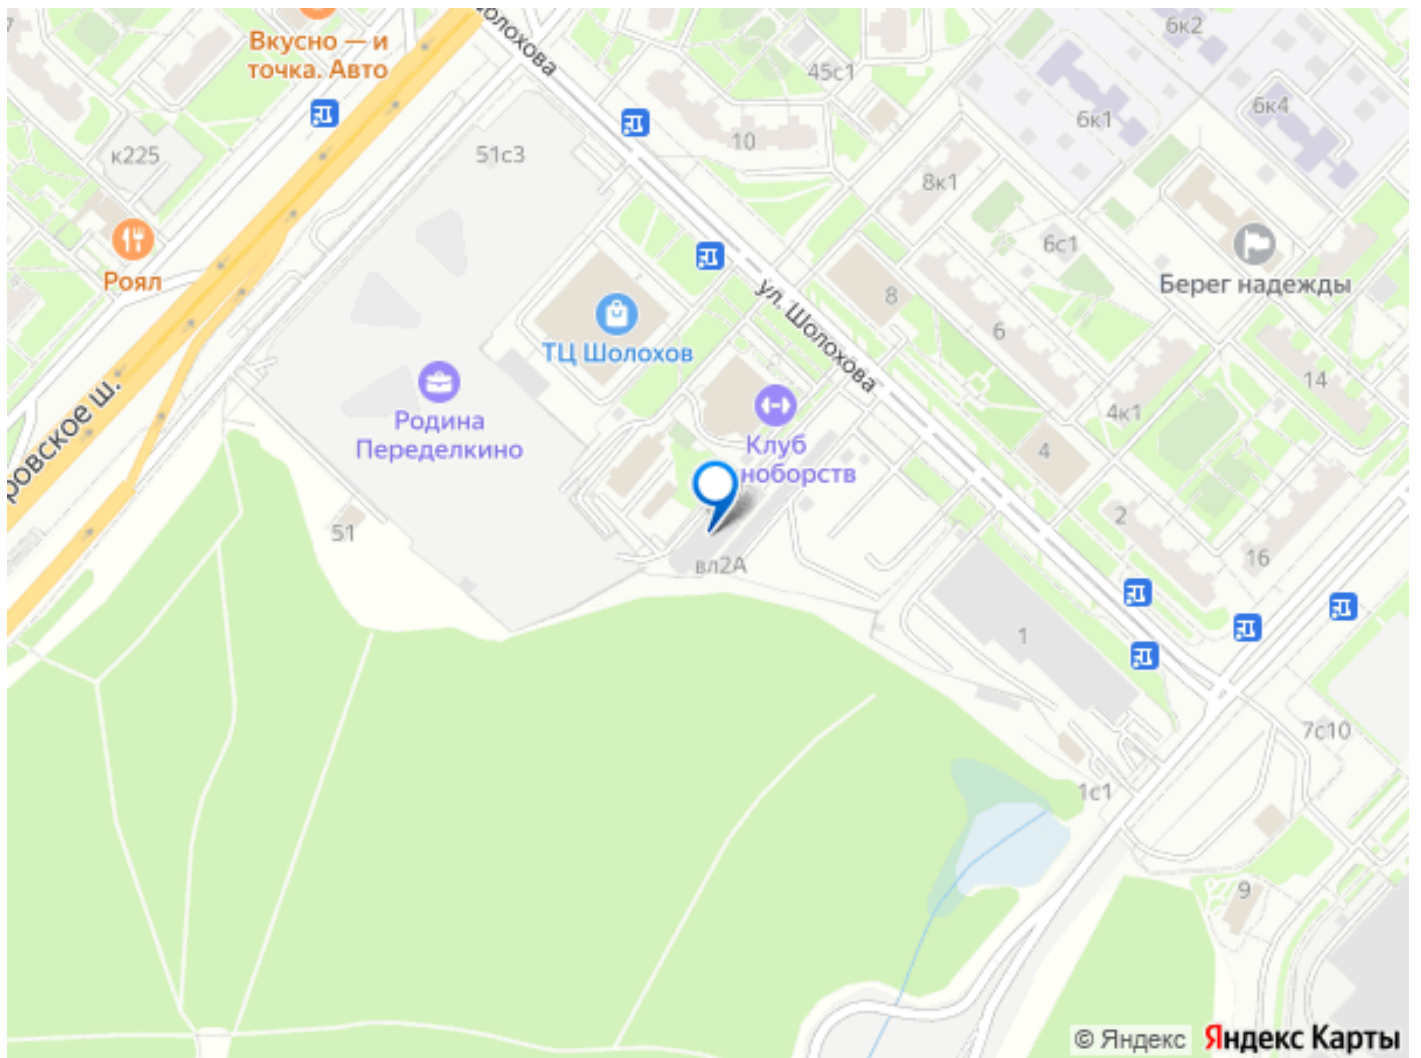 Вкусно — и
точка. Авто
Шолохова
6к2
45с1
6к1
6к4
к225
51с3
10
8к1
Роял
6с1
Берег надежды
ул. Шолохова
8
6
ТЦ Шолохов
14
Родина
Переделкино
4к1
Клуб
ноборств
4
ровское ш.
51
2
16
вл2А
1
7с10
1с1
9
© Яндекс Яндекс Карты